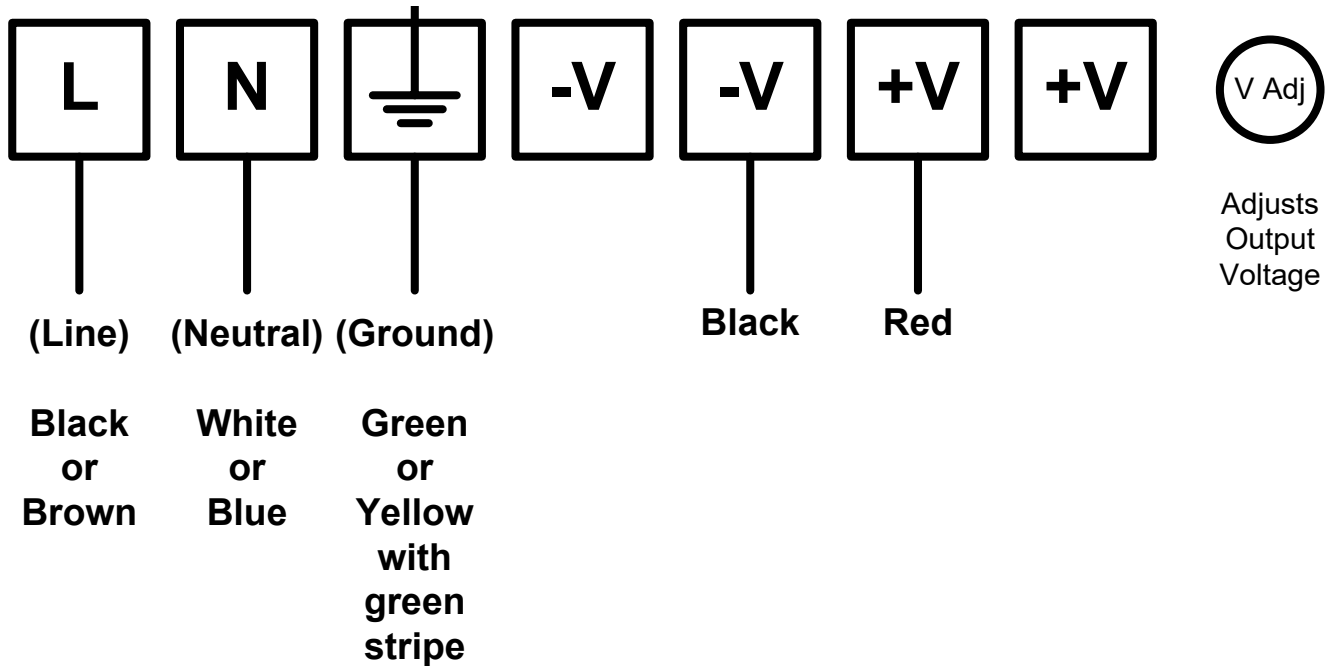 L N -V -V +V +V V Adj
Adjusts
Output
Voltage
(Line) (Neutral) (Ground) Black Red
Black White Green
or or or
Brown Blue Yellow
with
green
stripe